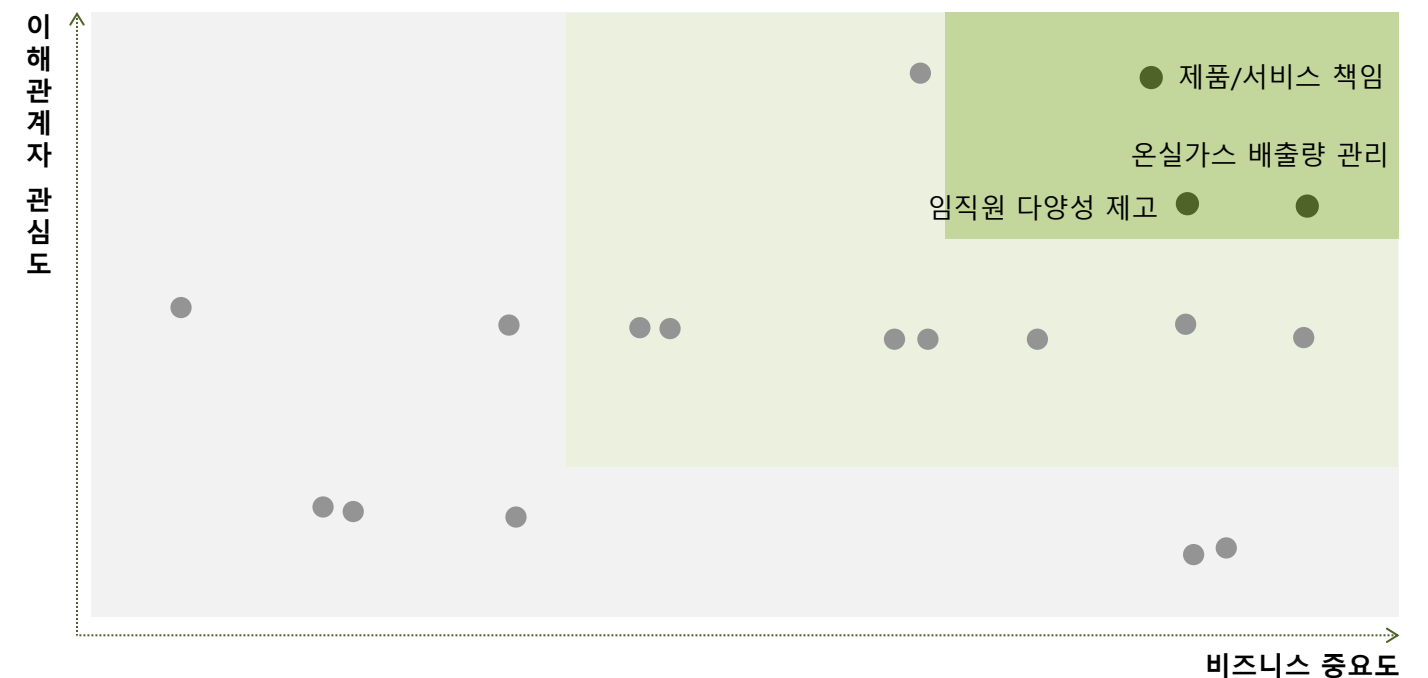 이해관계자 관심도
제품/서비스 책임
온실가스 배출량 관리
임직원 다양성 제고
비즈니스 중요도